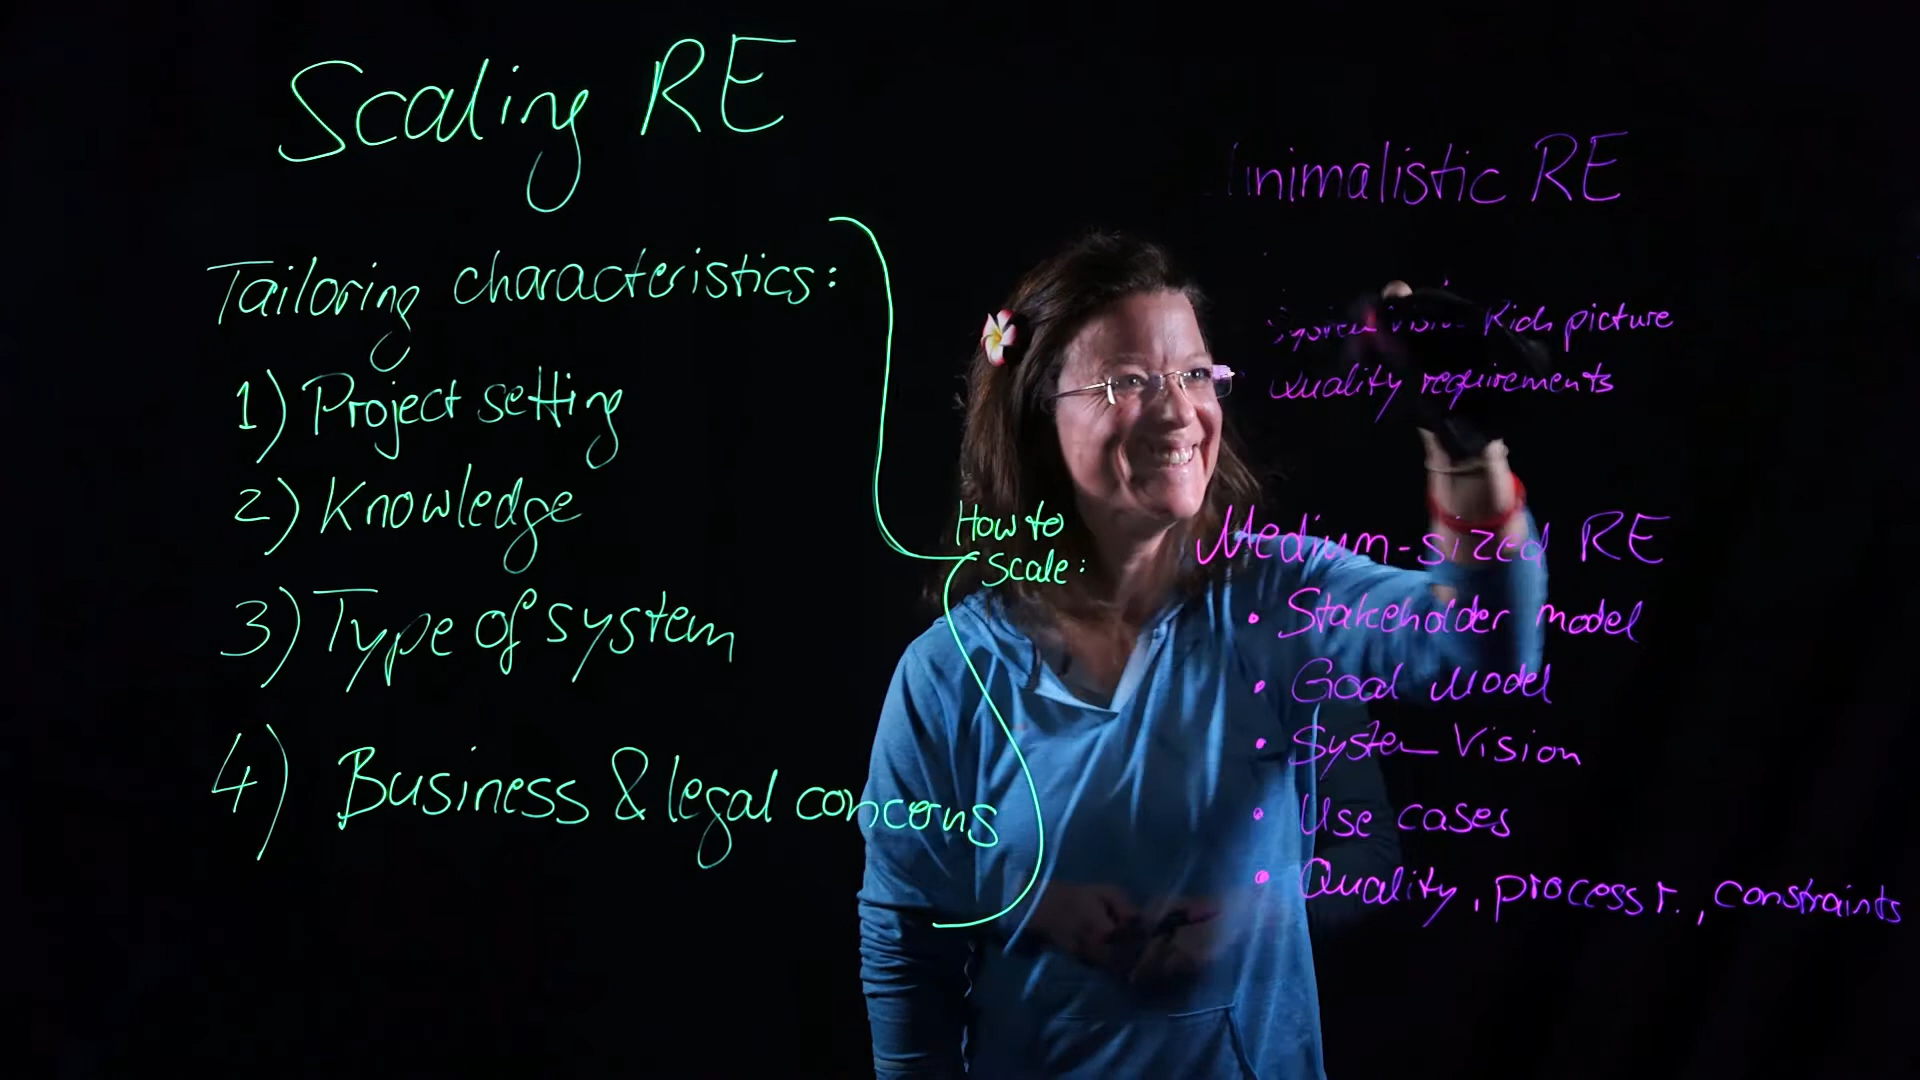 Scaling RE
Tailoring characteristics:
1) Project setting
2) Knowledge
3) Type of system
4) Business & legal concerns
How to
scale:
inimalistic RE
Rich picture
Quality requirements
Medium-sized RE
• Stakeholder model
• Goal Model
• System Vision
• Use cases
• Quality, process r., constraints